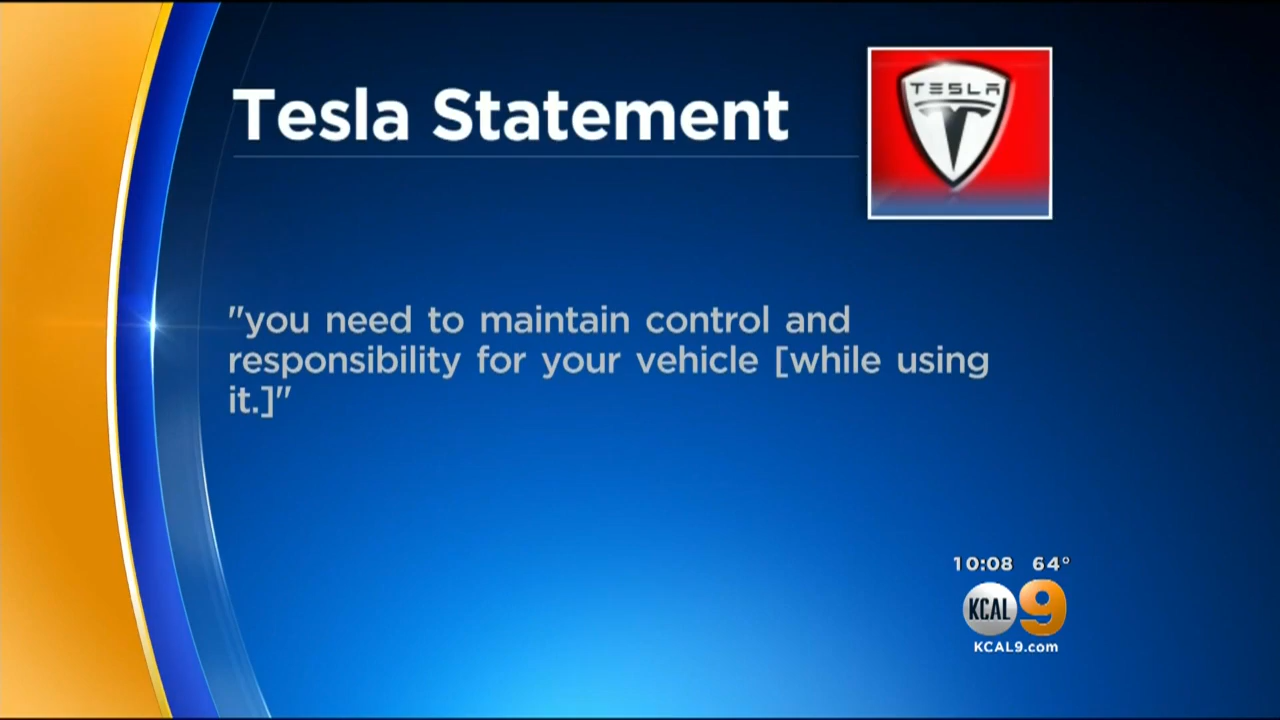 Tesla Statement
TESLA
"you need to maintain control and
responsibility for your vehicle [while using
it.]"
10:08 64°
KCAL 9
KCAL9.com